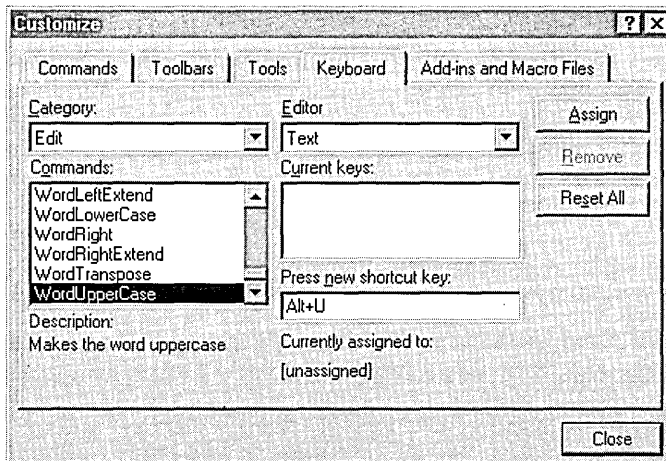 Customize
Commands Toolbars Tools Keyboard Add-ins and Macro Files
Category:
Edit
Commands:
WordLeftExtend
WordLowerCase
WordRight
WordRightExtend
WordTranspose
WordUpperCase
Description:
Makes the word uppercase
Editor
Text
Current keys:
Press new shortcut key:
Alt+U
Currently assigned to:
[unassigned]
Assign
Remove
Reset All
Close